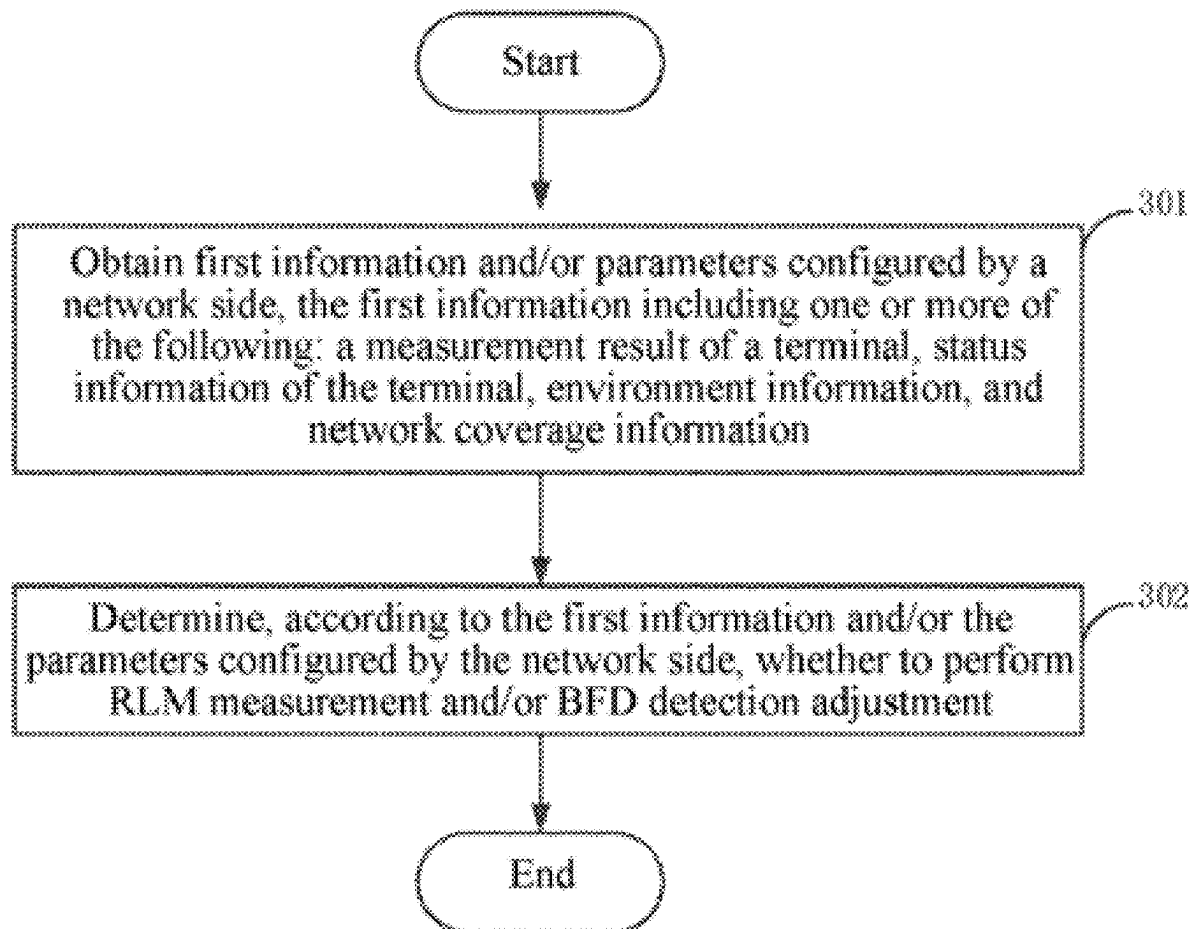 Start
301
Obtain first information and/or parameters configured by a
network side, the first information including one or more of
the following: a measurement result of a terminal, status
information of the terminal, environment information, and
network coverage information
302
Determine, according to the first information and/or the
parameters configured by the network side, whether to perform
RLM measurement and/or BFD detection adjustment
End